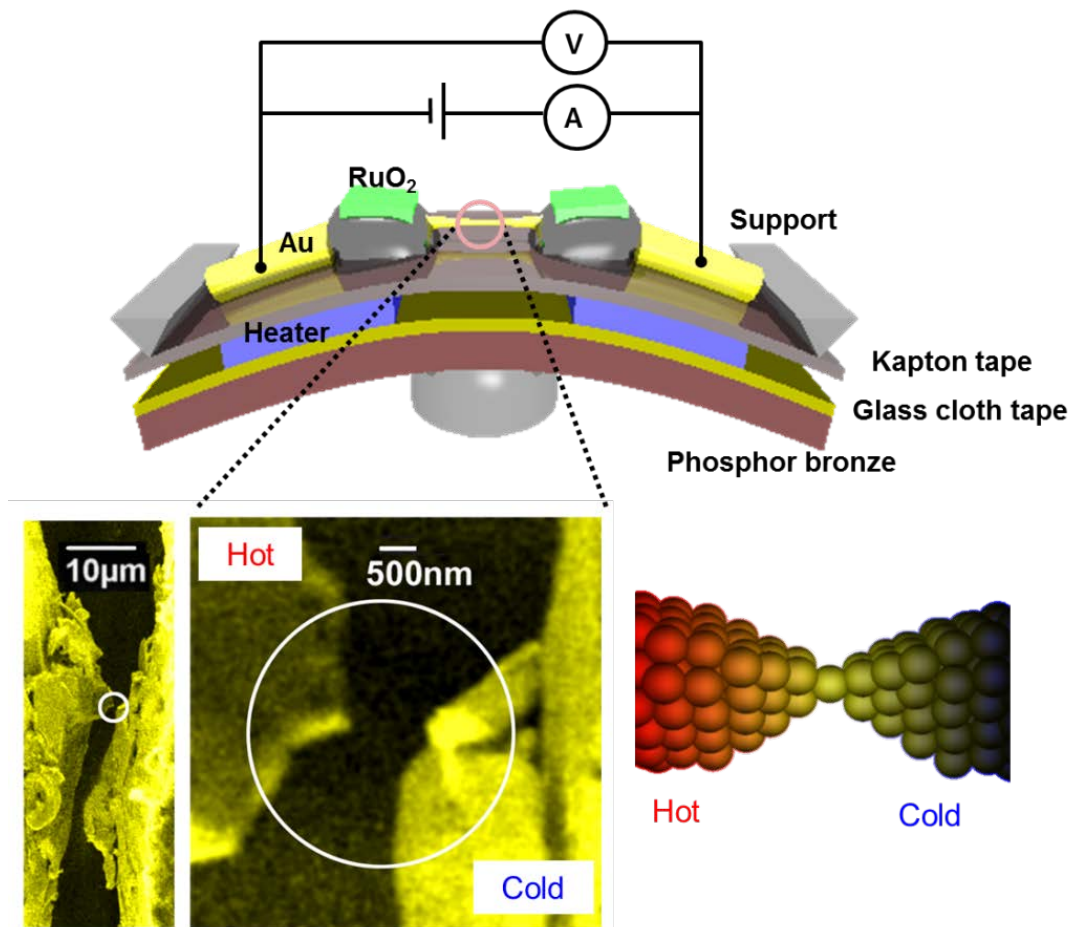 V
A
RuO₂
Support
Au
Heater
Kapton tape
Glass cloth tape
Phosphor bronze
10μm
Hot
500nm
Cold
Hot
Cold